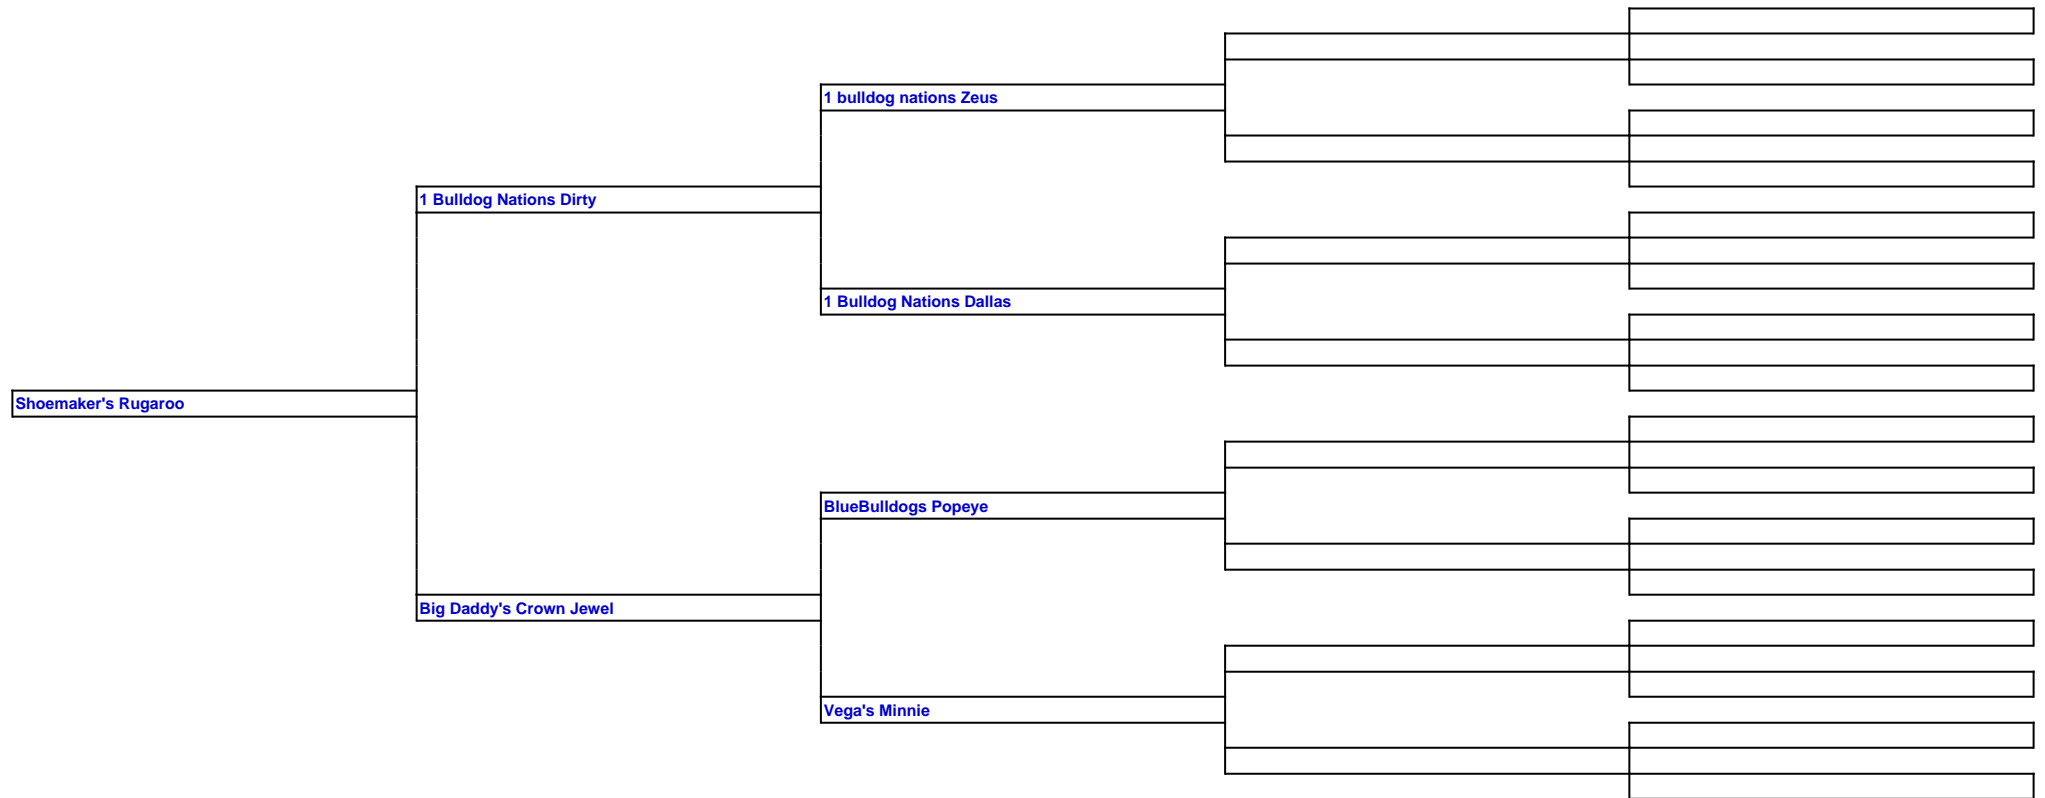 1 bulldog nations Zeus
1 Bulldog Nations Dirty
1 Bulldog Nations Dallas
Shoemaker's Rugaroo
BlueBulldogs Popeye
Big Daddy's Crown Jewel
Vega's Minnie